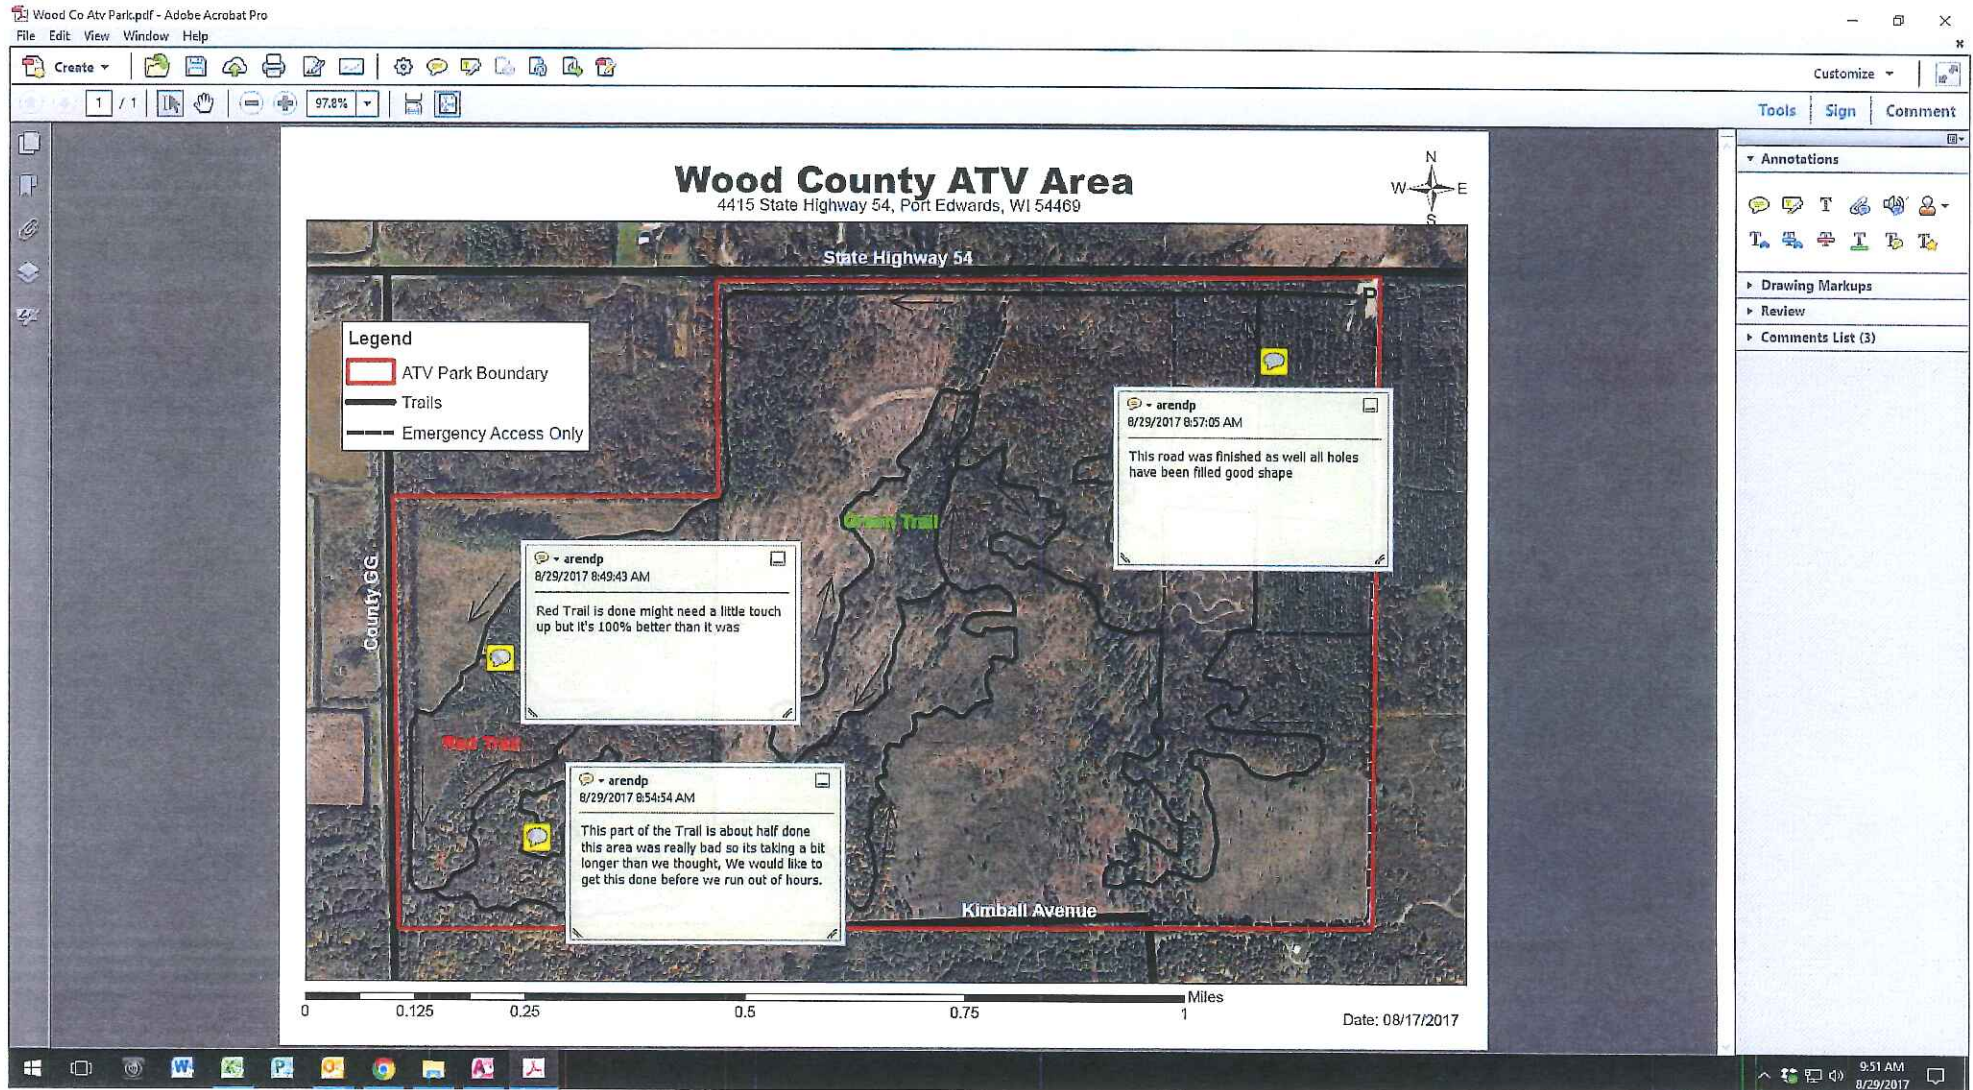 Wood Co Atv Park.pdf - Adobe Acrobat Pro
File Edit View Window Help
Create
Customize
1 / 1
97.8%
Tools Sign Comment
Annotations
Drawing Markups
Review
Comments List (3)
Wood County ATV Area
4415 State Highway 54, Port Edwards, WI 54469
N
W E
S
State Highway 54
P
Legend
ATV Park Boundary
Trails
Emergency Access Only
arendp
8/29/2017 8:57:05 AM
This road was finished as well all holes
have been filled good shape
Green Trail
County GG
arendp
8/29/2017 8:49:43 AM
Red Trail is done might need a little touch
up but it's 100% better than it was
Red Trail
arendp
8/29/2017 8:54:54 AM
This part of the Trail is about half done
this area was really bad so its taking a bit
longer than we thought, We would like to
get this done before we run out of hours.
Kimball Avenue
Miles
0 0.125 0.25 0.5 0.75 1
Date: 08/17/2017
9:51 AM
8/29/2017